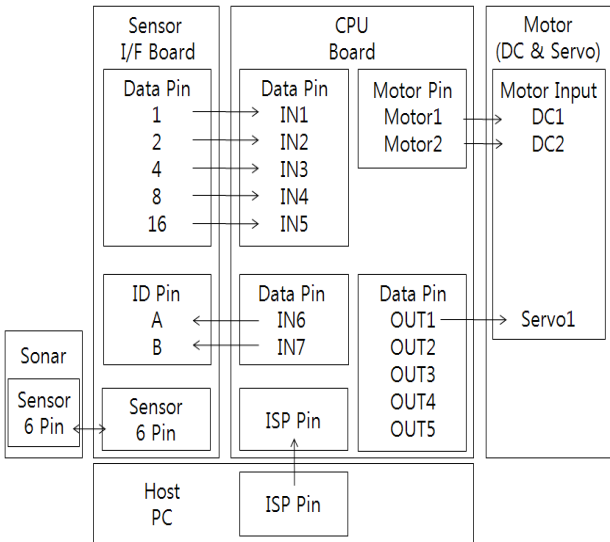 Sensor
I/F Board
Data Pin
1
2
4
8
16
ID Pin
A
B
Sensor
6 Pin
Sonar
Sensor
6 Pin
CPU
Board
Data Pin
IN1
IN2
IN3
IN4
IN5
Motor Pin
Motor1
Motor2
Data Pin
IN6
IN7
Data Pin
OUT1
OUT2
OUT3
OUT4
OUT5
ISP Pin
Motor
(DC & Servo)
Motor Input
DC1
DC2
Servo1
Host
PC
ISP Pin